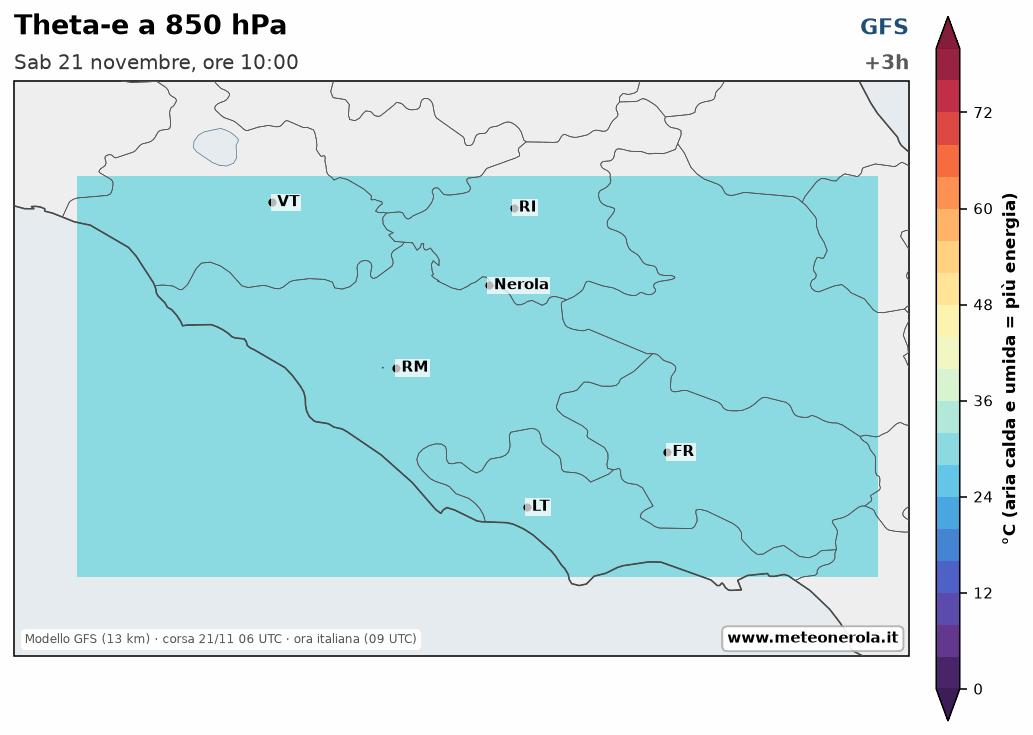 Theta-e a 850 hPa
GFS
Sab 21 novembre, ore 10:00
+3h
VT
RI
Nerola
RM
FR
LT
72
60
48
36
24
12
0
°C (aria calda e umida = più energia)
Modello GFS (13 km) · corsa 21/11 06 UTC · ora italiana (09 UTC)
www.meteonerola.it